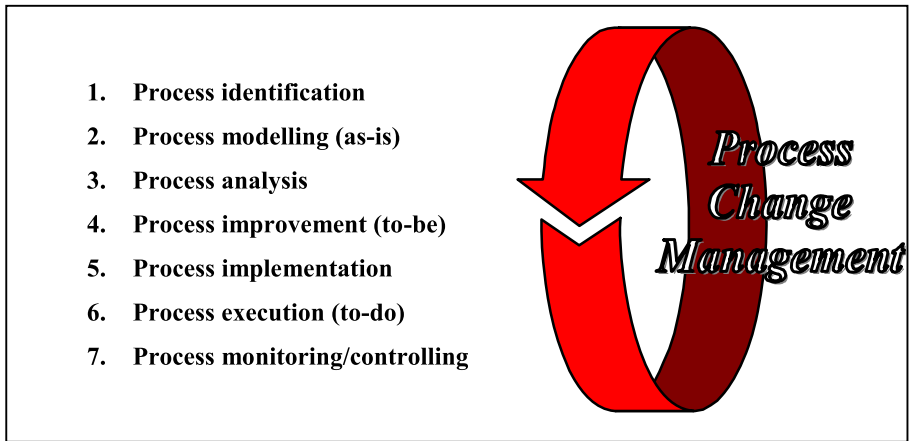 1. Process identification
2. Process modelling (as-is)
3. Process analysis
4. Process improvement (to-be)
5. Process implementation
6. Process execution (to-do)
7. Process monitoring/controlling
Process
Change
Management